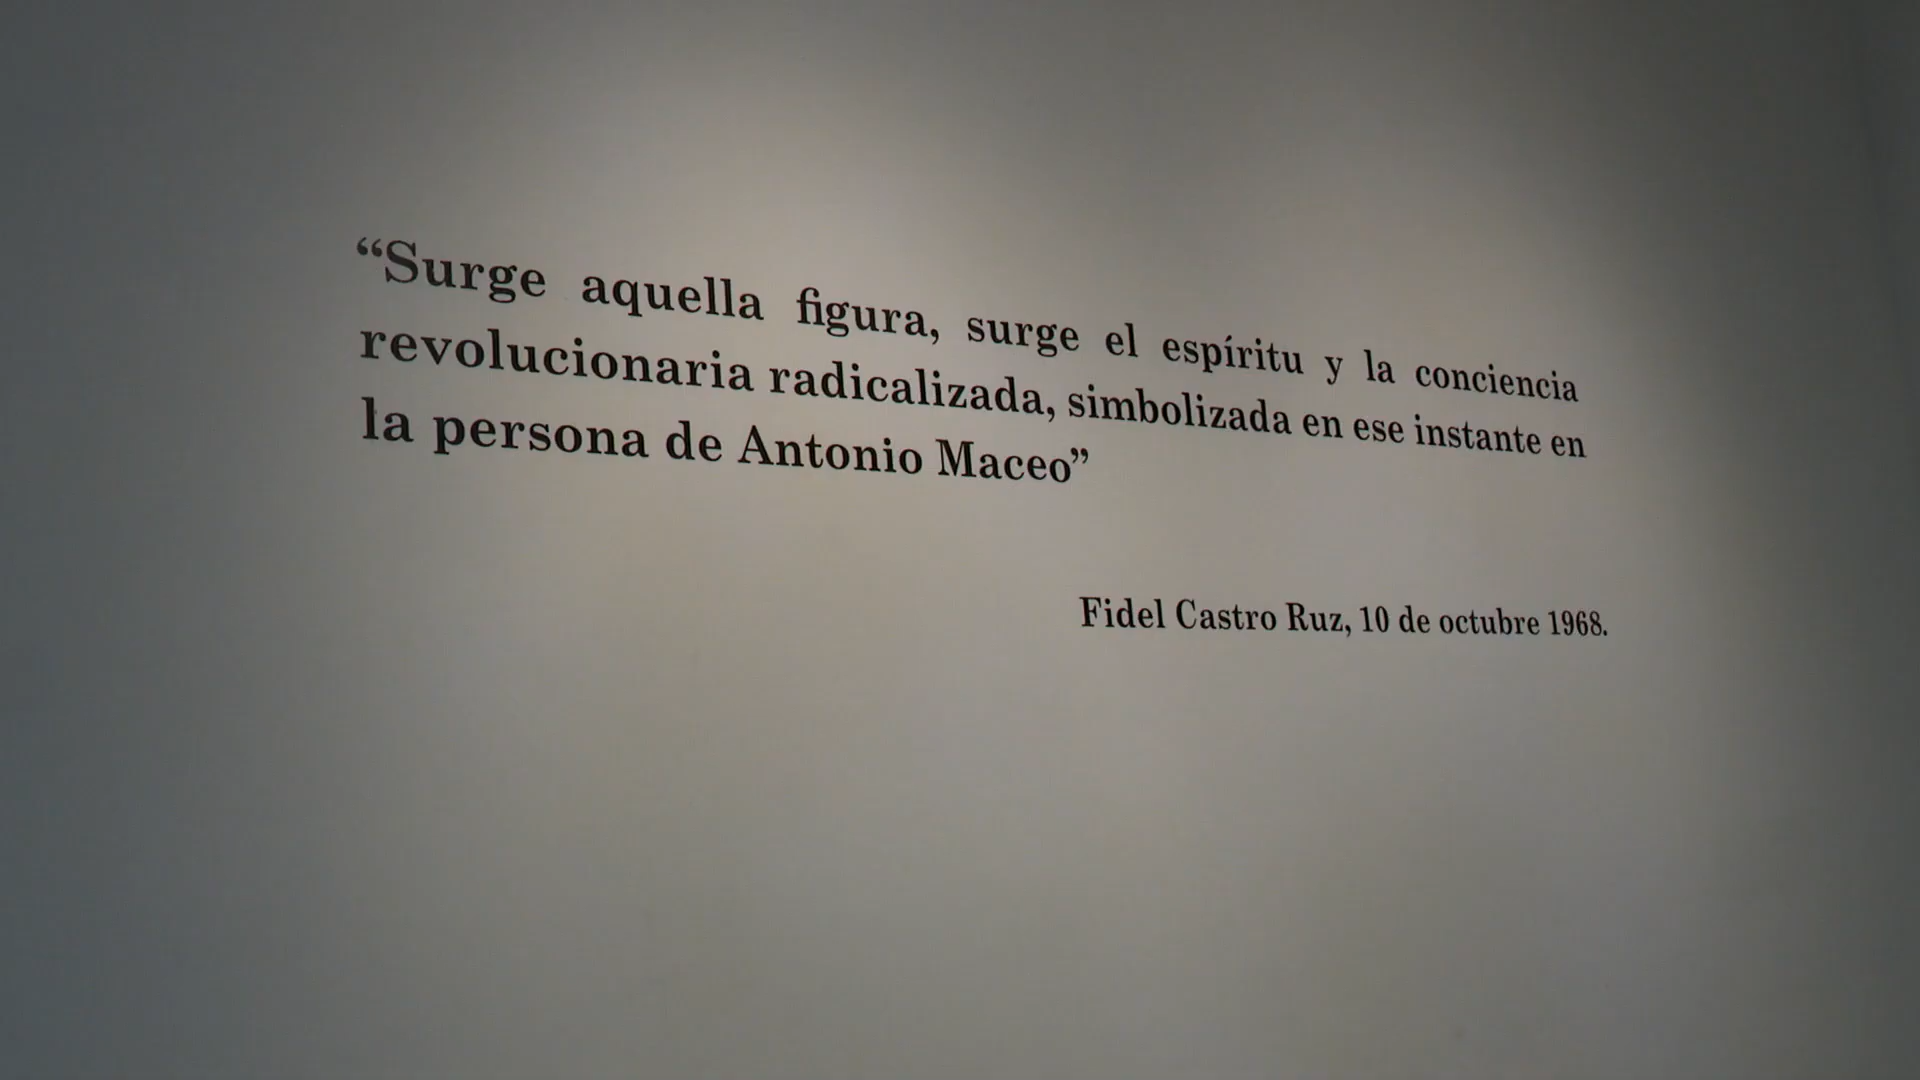 “Surge aquella figura, surge el espíritu y la conciencia
revolucionaria radicalizada, simbolizada en ese instante en
la persona de Antonio Maceo”
Fidel Castro Ruz, 10 de octubre 1968.